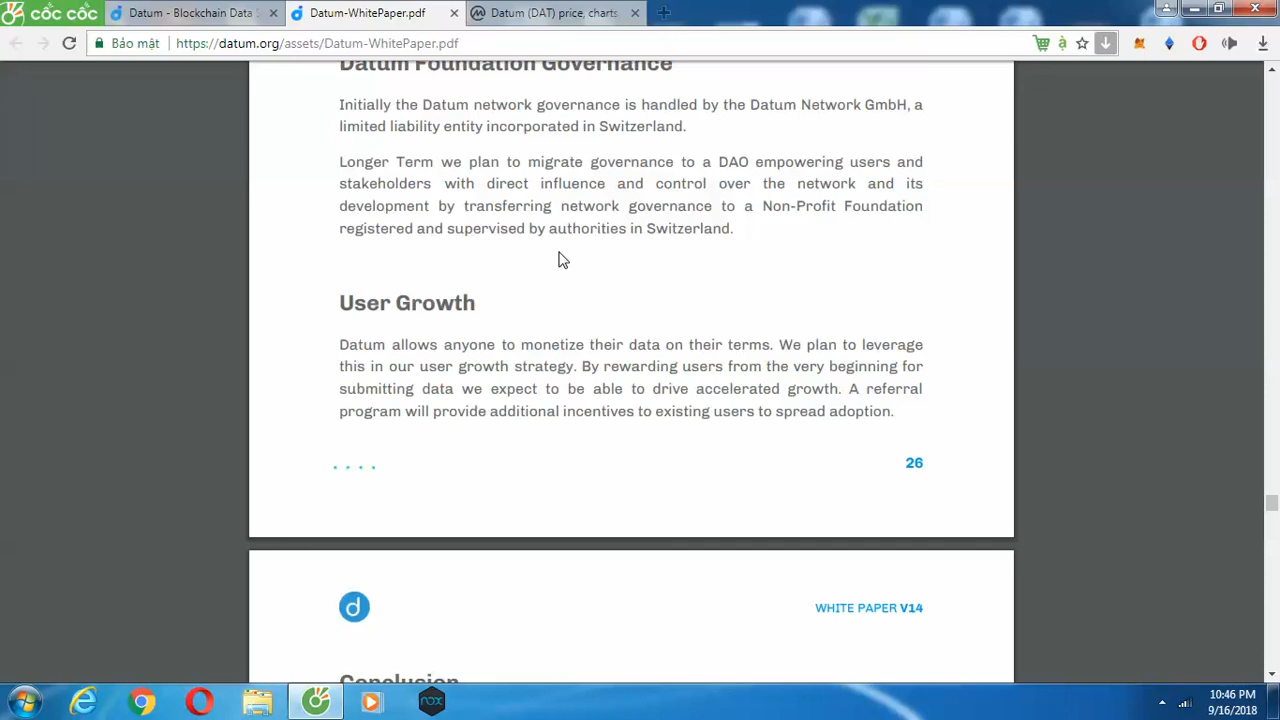 cốc cốc
Datum - Blockchain Data S
Datum-WhitePaper.pdf
Datum (DAT) price, charts,
Bảo mật
https://datum.org/assets/Datum-WhitePaper.pdf
Datum Foundation Governance
Initially the Datum network governance is handled by the Datum Network GmbH, a
limited liability entity incorporated in Switzerland.
Longer Term we plan to migrate governance to a DAO empowering users and
stakeholders with direct influence and control over the network and its
development by transferring network governance to a Non-Profit Foundation
registered and supervised by authorities in Switzerland.
User Growth
Datum allows anyone to monetize their data on their terms. We plan to leverage
this in our user growth strategy. By rewarding users from the very beginning for
submitting data we expect to be able to drive accelerated growth. A referral
program will provide additional incentives to existing users to spread adoption.
26
d
WHITE PAPER V14
Conclusion
nox
10:46 PM
9/16/2018